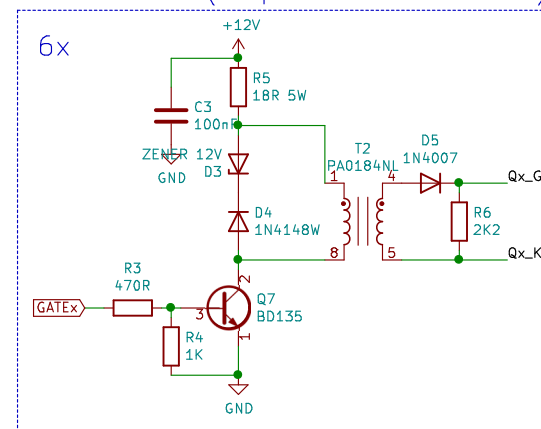 +12V
6x
R5
18R 5W
C3
100nF
ZENER 12V
D3
GND
T2
PA0184NL
1
4
D5
1N4007
Qx_G
D4
1N4148W
R6
2K2
8
5
Qx_K
R3
470R
2
Q7
BD135
GATEx
3
R4
1K
1
GND